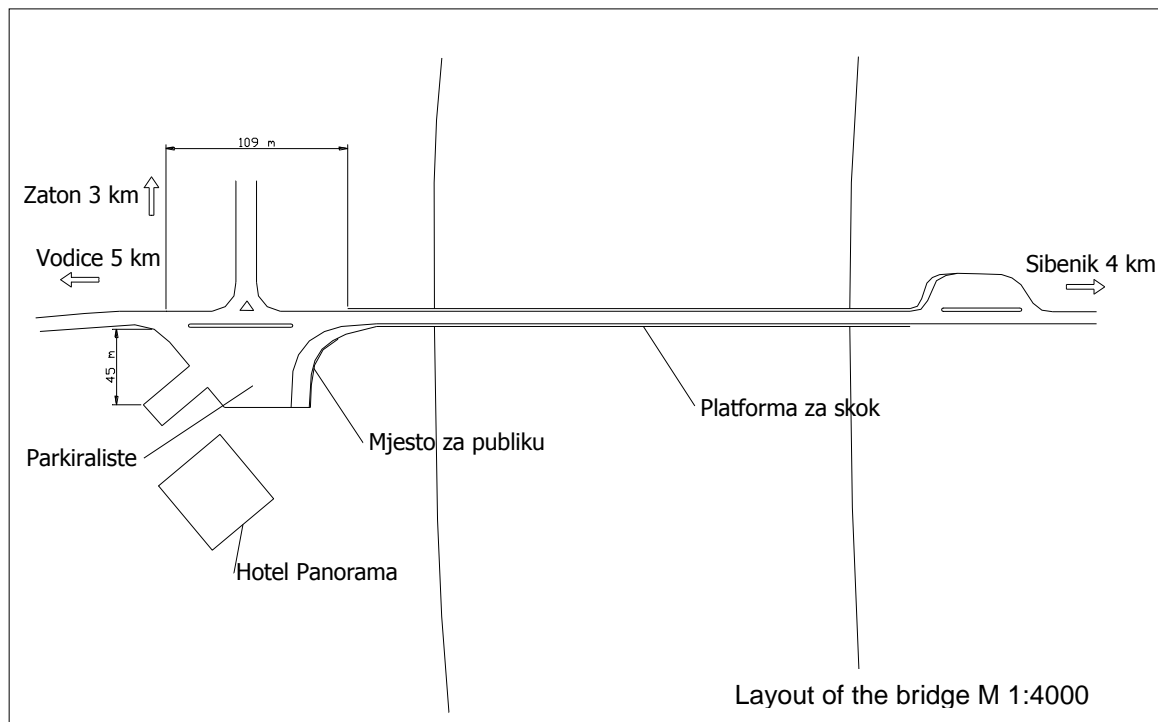 109 m
Zaton 3 km
Vodice 5 km
Sibenik 4 km
45 m
Platforma za skok
Mjesto za publiku
Parkiraliste
Hotel Panorama
Layout of the bridge M 1:4000